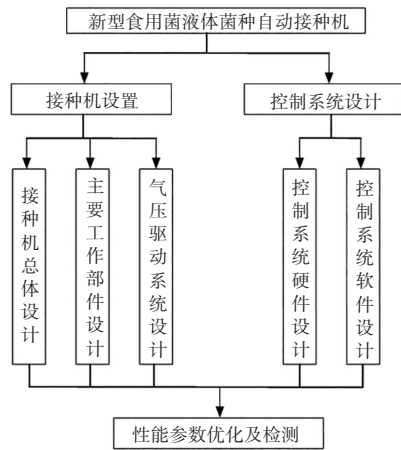 新型食用菌液体菌种自动接种机
接种机设置
控制系统设计
接种机总体设计
主要工作部件设计
气压驱动系统设计
控制系统硬件设计
控制系统软件设计
性能参数优化及检测